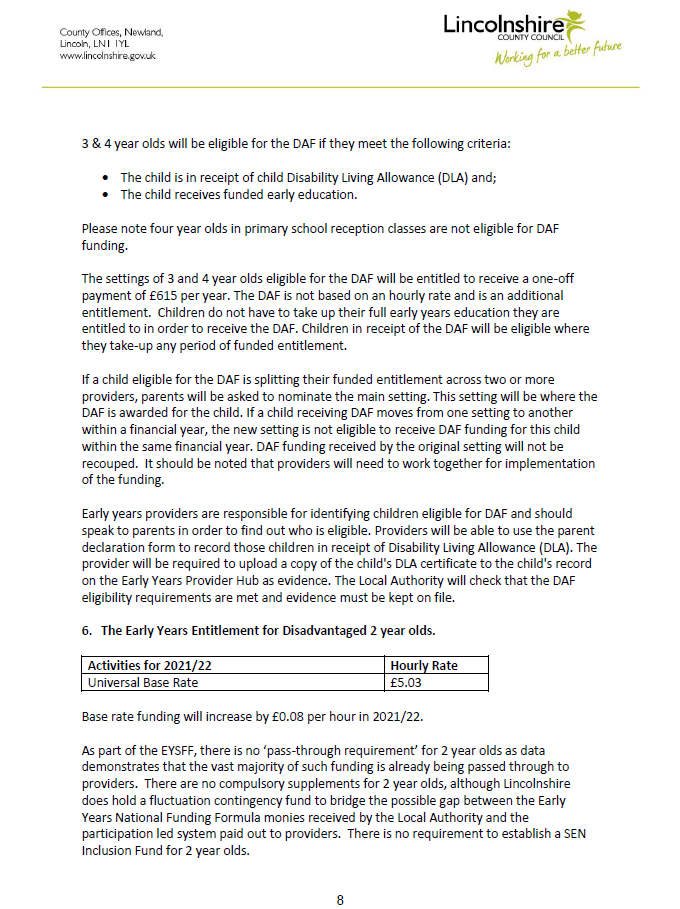 County Offices, Newland,
Lincoln, LN1 1YL
www.lincolnshire.gov.uk
Lincolnshire
COUNTY COUNCIL
Working for a better future
3 & 4 year olds will be eligible for the DAF if they meet the following criteria:
• The child is in receipt of child Disability Living Allowance (DLA) and;
• The child receives funded early education.
Please note four year olds in primary school reception classes are not eligible for DAF
funding.
The settings of 3 and 4 year olds eligible for the DAF will be entitled to receive a one-off
payment of £615 per year. The DAF is not based on an hourly rate and is an additional
entitlement.  Children do not have to take up their full early years education they are
entitled to in order to receive the DAF. Children in receipt of the DAF will be eligible where
they take-up any period of funded entitlement.
If a child eligible for the DAF is splitting their funded entitlement across two or more
providers, parents will be asked to nominate the main setting. This setting will be where the
DAF is awarded for the child. If a child receiving DAF moves from one setting to another
within a financial year, the new setting is not eligible to receive DAF funding for this child
within the same financial year. DAF funding received by the original setting will not be
recouped.  It should be noted that providers will need to work together for implementation
of the funding.
Early years providers are responsible for identifying children eligible for DAF and should
speak to parents in order to find out who is eligible. Providers will be able to use the parent
declaration form to record those children in receipt of Disability Living Allowance (DLA). The
provider will be required to upload a copy of the child's DLA certificate to the child's record
on the Early Years Provider Hub as evidence. The Local Authority will check that the DAF
eligibility requirements are met and evidence must be kept on file.
6. The Early Years Entitlement for Disadvantaged 2 year olds.
Activities for 2021/22 Hourly Rate
Universal Base Rate £5.03
Base rate funding will increase by £0.08 per hour in 2021/22.
As part of the EYSFF, there is no 'pass-through requirement' for 2 year olds as data
demonstrates that the vast majority of such funding is already being passed through to
providers.  There are no compulsory supplements for 2 year olds, although Lincolnshire
does hold a fluctuation contingency fund to bridge the possible gap between the Early
Years National Funding Formula monies received by the Local Authority and the
participation led system paid out to providers.  There is no requirement to establish a SEN
Inclusion Fund for 2 year olds.
8